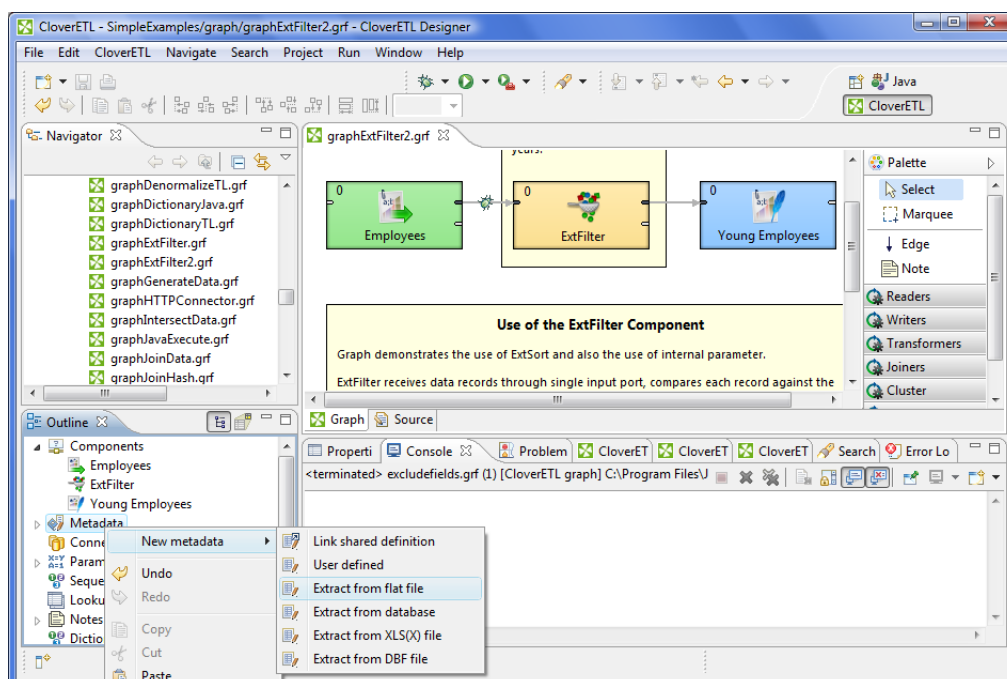 CloverETL - SimpleExamples/graph/graphExtFilter2.grf - CloverETL Designer
File Edit CloverETL Navigate Search Project Run Window Help
Java
CloverETL
Navigator
graphDenormalizeTL.grf
graphDictionaryJava.grf
graphDictionaryTL.grf
graphExtFilter.grf
graphExtFilter2.grf
graphGenerateData.grf
graphHTTPConnector.grf
graphIntersectData.grf
graphJavaExecute.grf
graphJoinData.grf
graphJoinHash.grf
graphExtFilter2.grf
years.
0
Employees
0
ExtFilter
0
Young Employees
Use of the ExtFilter Component
Graph demonstrates the use of ExtSort and also the use of internal parameter.
ExtFilter receives data records through single input port, compares each record against the
Graph Source
Palette
Select
Marquee
Edge
Note
Readers
Writers
Transformers
Joiners
Cluster
Outline
Components
Employees
ExtFilter
Young Employees
Metadata
Conne
Param
Seque
Looku
Notes
Dictio
Properti Console Problem CloverET CloverET CloverET Search Error Lo
<terminated> excludefields.grf (1) [CloverETL graph] C:\Program Files\J
New metadata
Undo
Redo
Copy
Cut
Paste
Link shared definition
User defined
Extract from flat file
Extract from database
Extract from XLS(X) file
Extract from DBF file